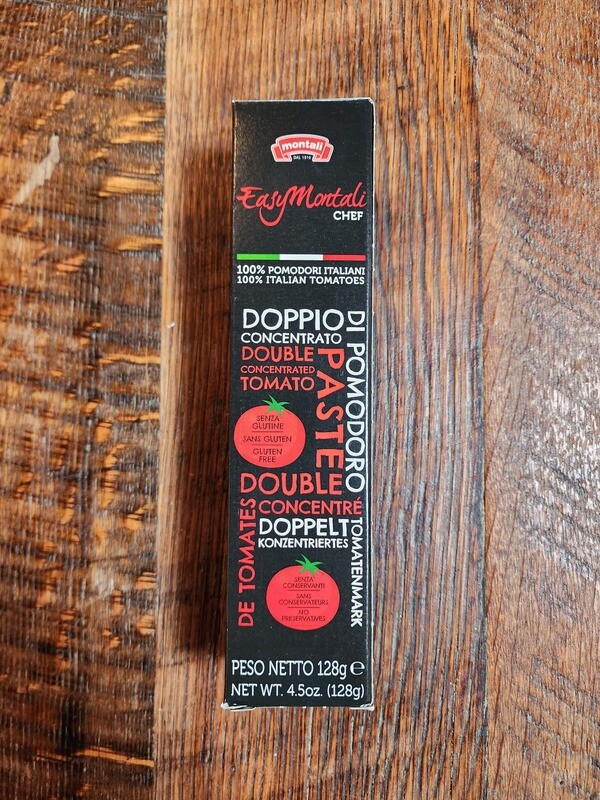 montali
DAL 1910
EasyMontali
CHEF
100% POMODORI ITALIANI
100% ITALIAN TOMATOES
DOPPIO
CONCENTRATO
DI POMODORO
DOUBLE
CONCENTRATED
TOMATO
PASTE
SENZA
GLUTINE
SANS GLUTEN
GLUTEN
FREE
DOUBLE
CONCENTRÉ
DE TOMATES
DOPPELT
KONZENTRIERTES
TOMATENMARK
SENZA
CONSERVANTI
SANS
CONSERVATEURS
NO
PRESERVATIVES
PESO NETTO 128g ℮
NET WT. 4.5oz. (128g)